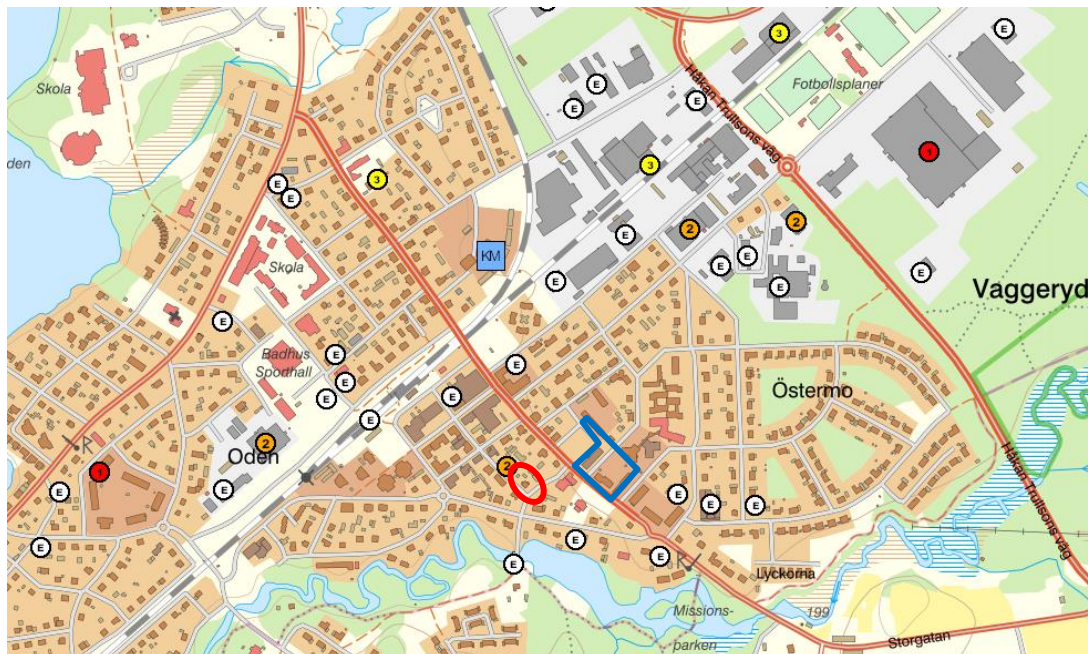 E
3
E
Skola
Håkan Trullsons väg
Fotbollsplaner
E
E
E
1
den
3
3
E
E
2
2
E
KM
E
E
E
Skola
E
E
Vaggeryd
E
Badhus
Sporthall
E
E
E
E
E
E
Östermo
2
Oden
1
2
E
E
E
E
E
E
Håkan Trullsons väg
E
E
E
E
Lyckorna
Missions-
parken
199
Storgatan